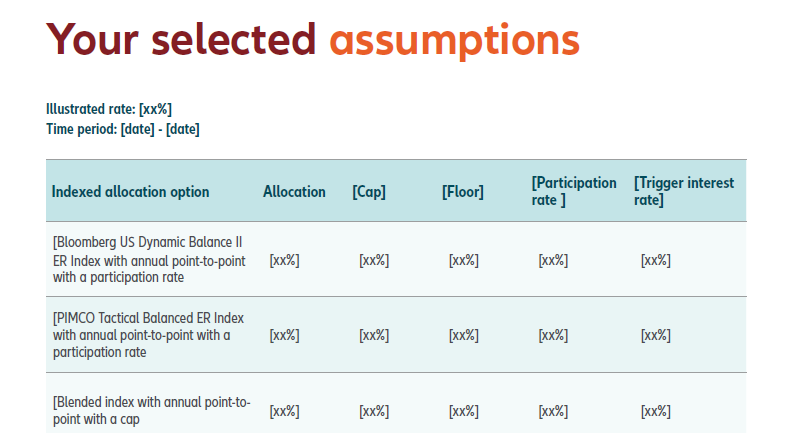 Your selected assumptions
Illustrated rate: [xx%]
Time period: [date] - [date]
Indexed allocation option Allocation [Cap] [Floor] [Participation rate ] [Trigger interest rate]
[Bloomberg US Dynamic Balance II
ER Index with annual point-to-point
with a participation rate
[xx%] [xx%] [xx%] [xx%] [xx%]
[PIMCO Tactical Balanced ER Index
with annual point-to-point with a
participation rate
[xx%] [xx%] [xx%] [xx%] [xx%]
[Blended index with annual point-to-
point with a cap
[xx%] [xx%] [xx%] [xx%] [xx%]